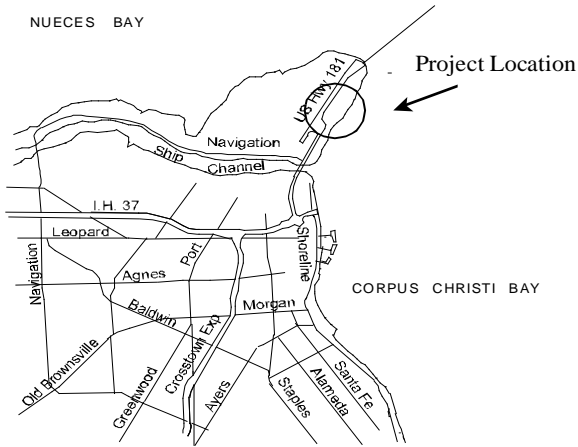 NUECES BAY
Project Location
US Hwy 181
Navigation
Ship Channel
I.H. 37
Leopard
Port
Shoreline
Navigation
Agnes
CORPUS CHRISTI BAY
Baldwin
Morgan
Crosstown Exp
Old Brownsville
Greenwood
Ayers
Staples
Alameda
Santa Fe